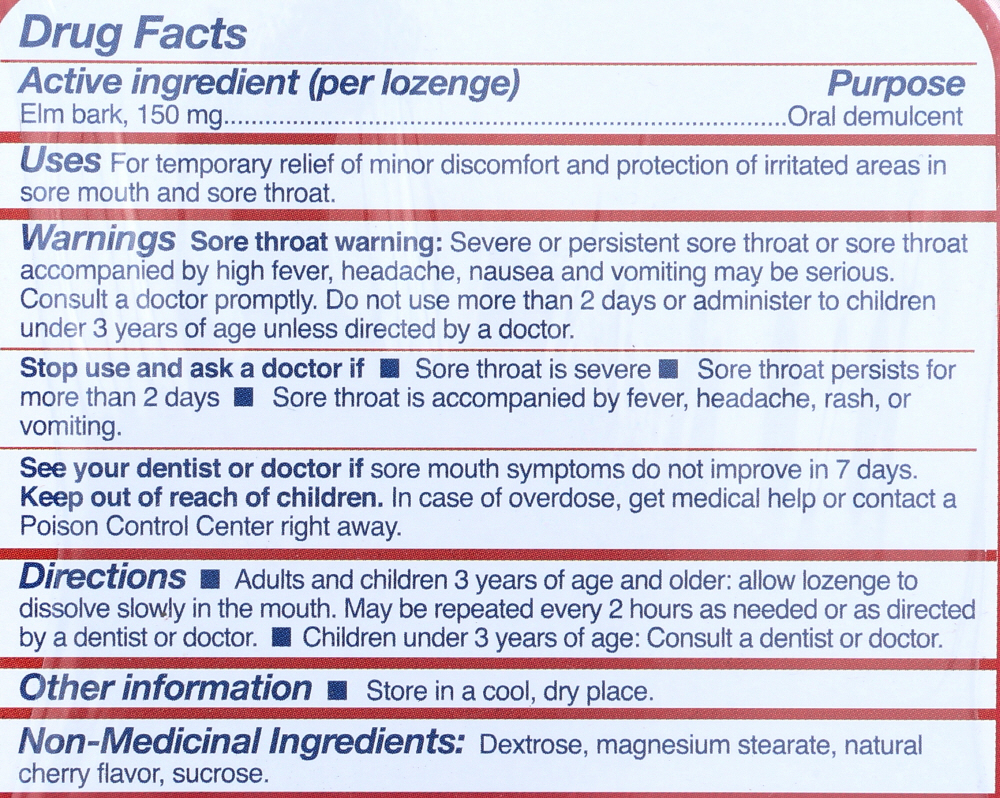 Drug Facts
Active ingredient (per lozenge) Purpose
Elm bark, 150 mg..........................................................................Oral demulcent
Uses For temporary relief of minor discomfort and protection of irritated areas in
sore mouth and sore throat.
Warnings Sore throat warning: Severe or persistent sore throat or sore throat
accompanied by high fever, headache, nausea and vomiting may be serious.
Consult a doctor promptly. Do not use more than 2 days or administer to children
under 3 years of age unless directed by a doctor.
Stop use and ask a doctor if ■ Sore throat is severe ■ Sore throat persists for
more than 2 days ■ Sore throat is accompanied by fever, headache, rash, or
vomiting.
See your dentist or doctor if sore mouth symptoms do not improve in 7 days.
Keep out of reach of children. In case of overdose, get medical help or contact a
Poison Control Center right away.
Directions ■ Adults and children 3 years of age and older: allow lozenge to
dissolve slowly in the mouth. May be repeated every 2 hours as needed or as directed
by a dentist or doctor. ■ Children under 3 years of age: Consult a dentist or doctor.
Other information ■ Store in a cool, dry place.
Non-Medicinal Ingredients: Dextrose, magnesium stearate, natural
cherry flavor, sucrose.